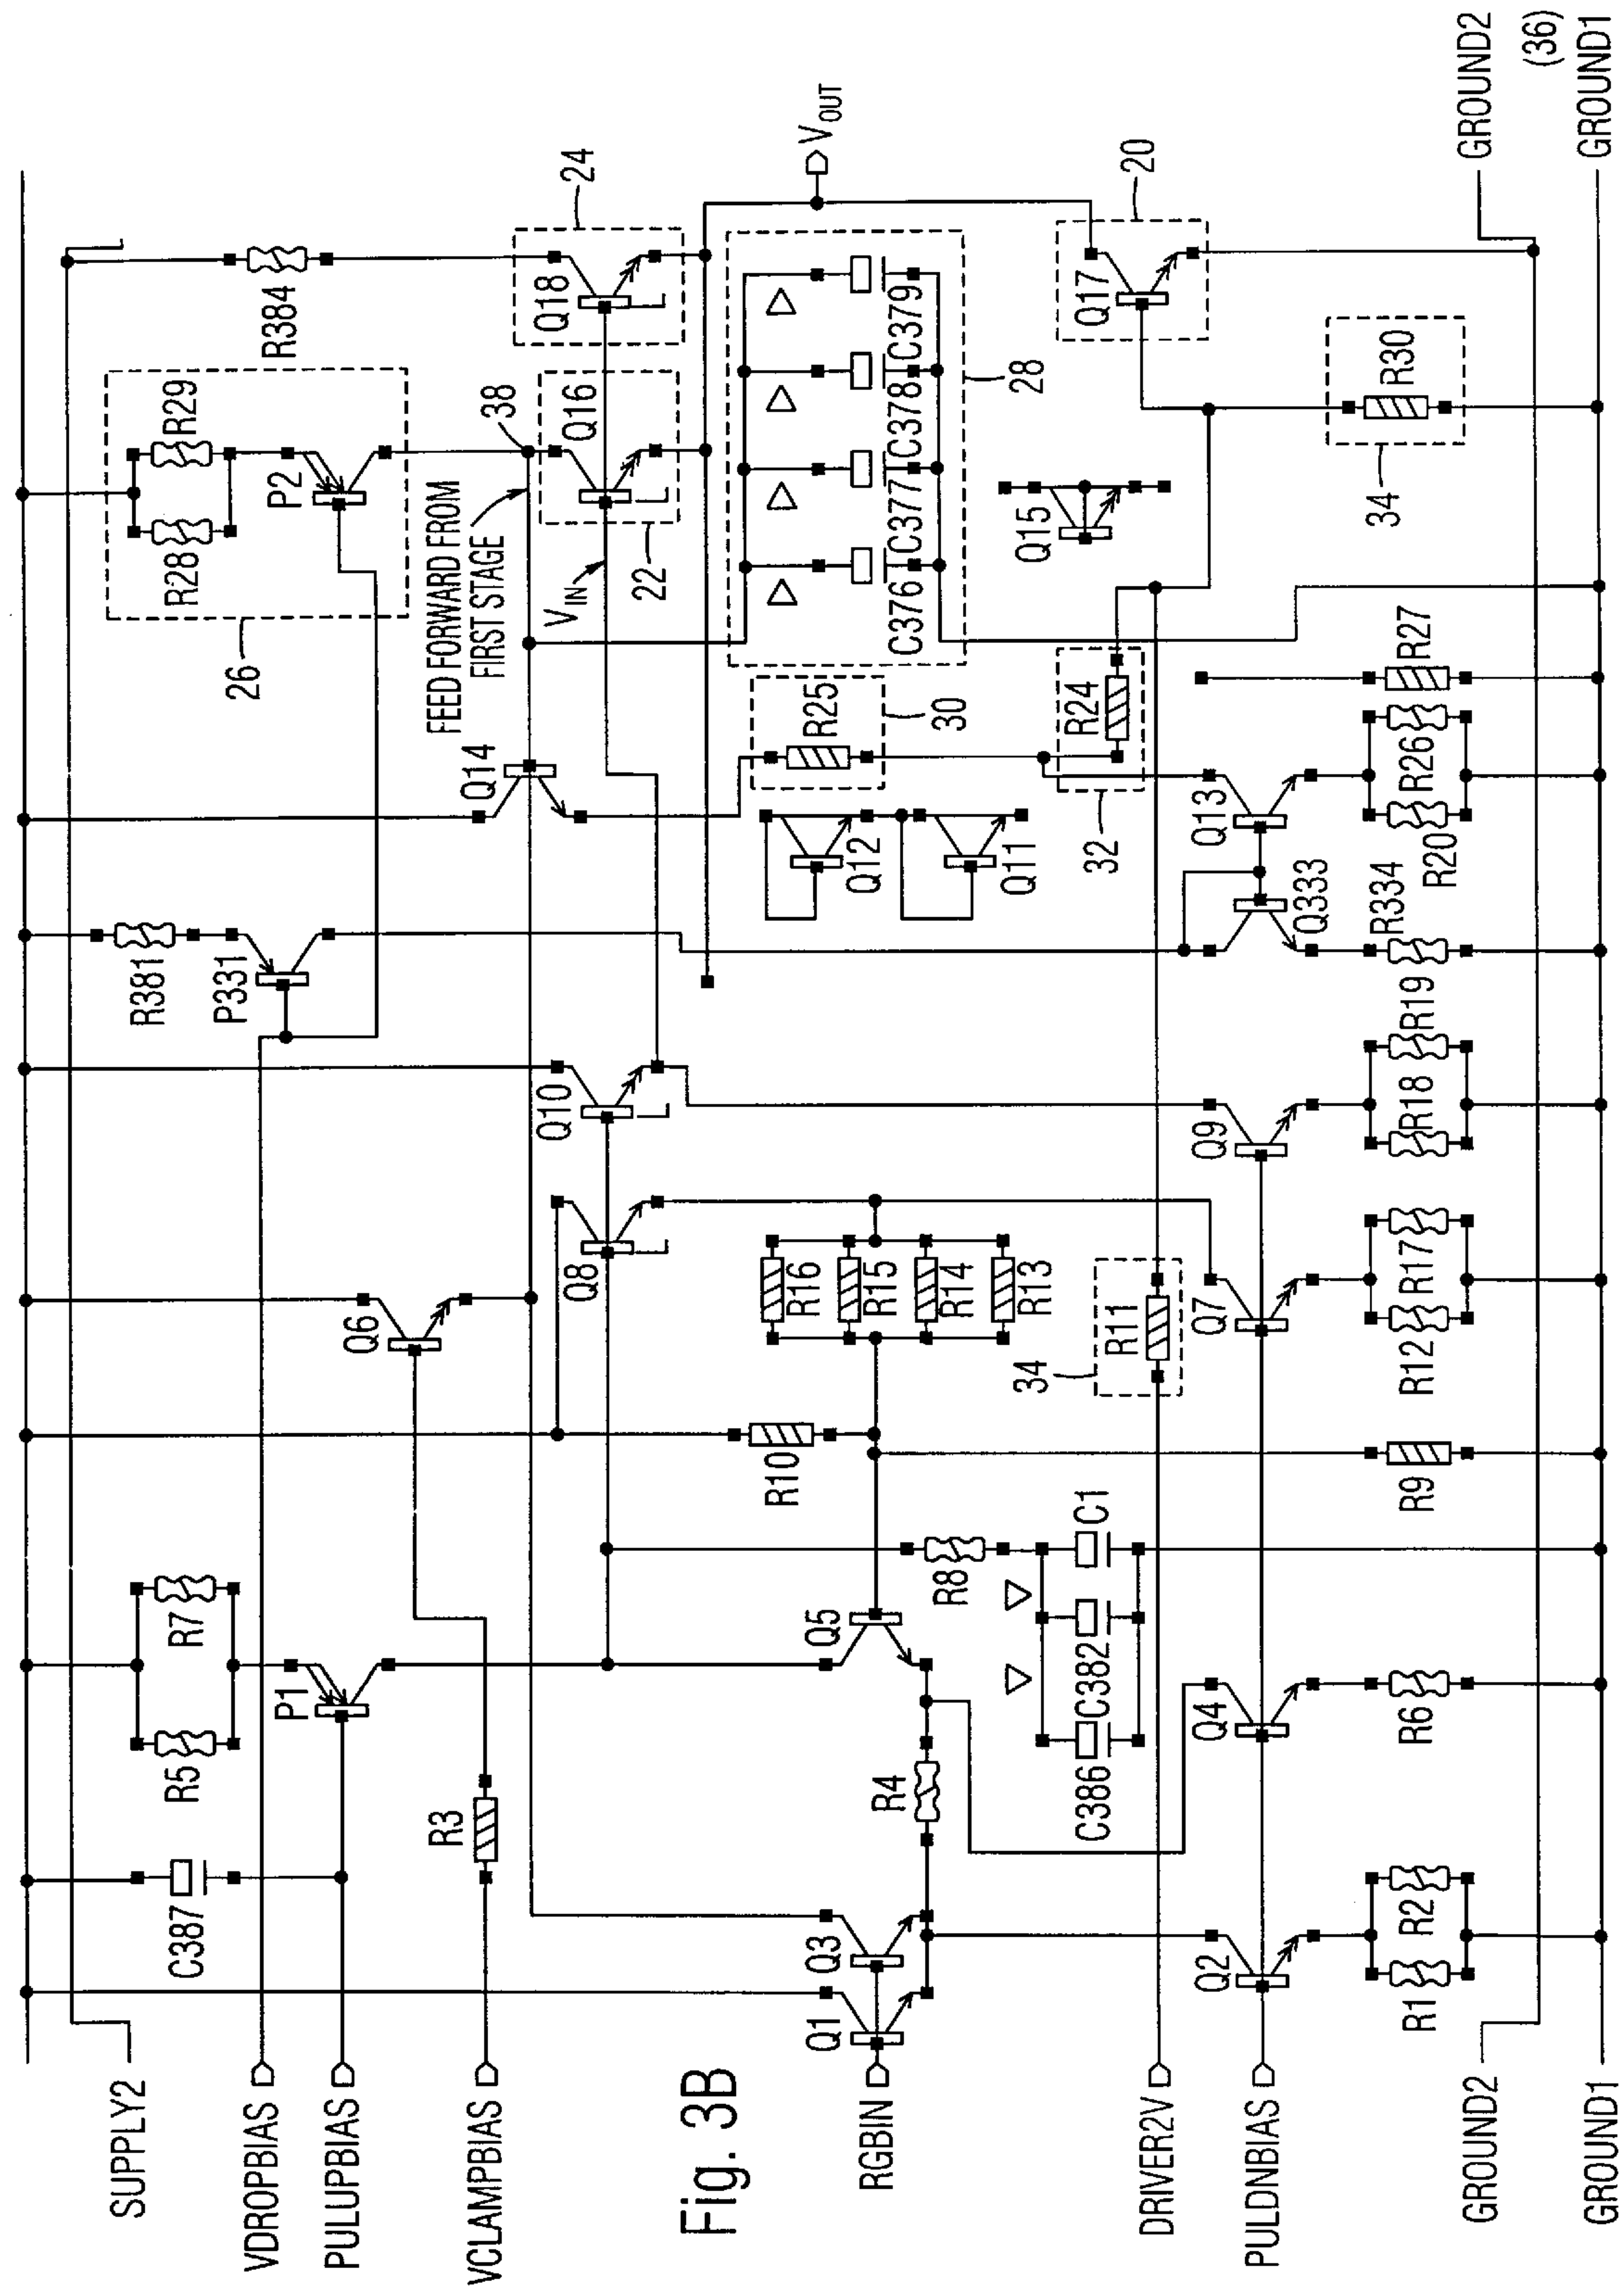 SUPPLY2
VDROPBIAS
PULUPBIAS
VCLAMPBIAS
Fig. 3B
RGBIN
DRIVER2V
PULDNBIAS
GROUND2
GROUND1
C387
R5
R7
P1
R3
Q1
Q3
R4
Q5
Q2
R1
R2
Q4
R6
C386
C382
C1
R8
R9
R10
Q6
Q8
R16
R15
R14
R13
34
R11
Q7
R12
R17
Q10
Q9
R18
R19
R381
P331
Q333
R334
Q14
Q12
Q11
Q13
R20
R26
R27
R25
30
R24
32
26
R28
R29
P2
FEED FORWARD FROM
FIRST STAGE
38
VIN
22
Q16
R384
Q18
24
C376
C377
C378
C379
28
Q15
Q17
20
R30
34
VOUT
GROUND2
(36)
GROUND1